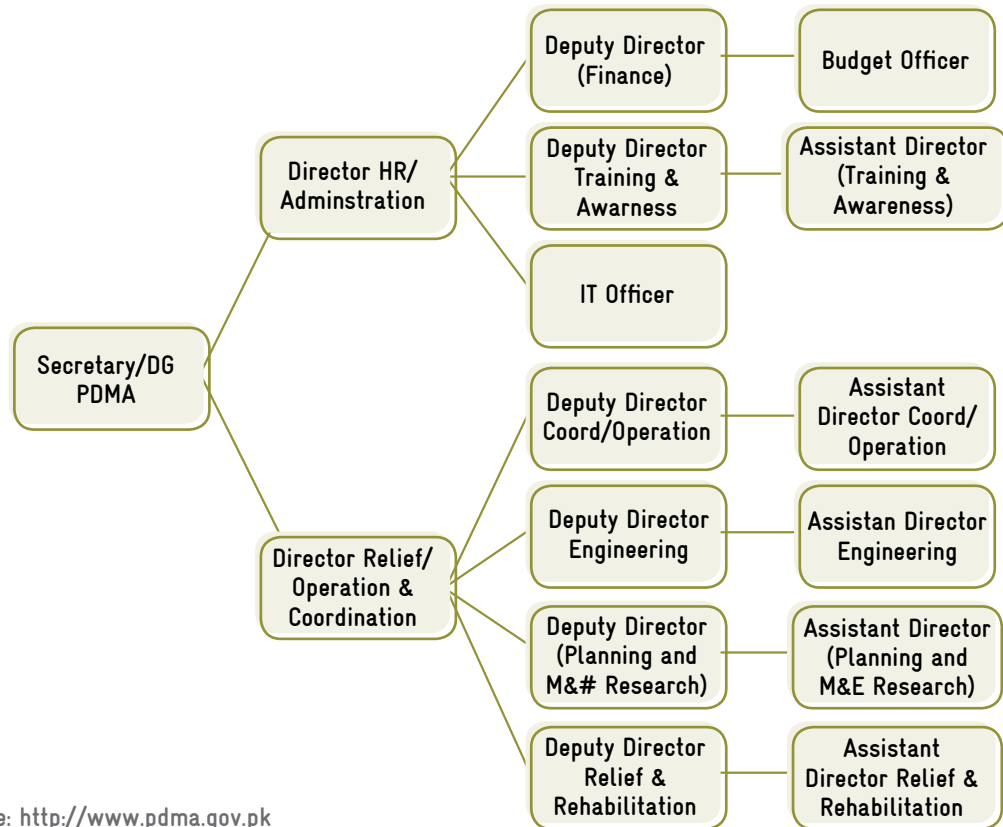 Secretary/DG
PDMA
Director HR/
Adminstration
Deputy Director
(Finance)
Budget Officer
Deputy Director
Training &
Awarness
Assistant Director
(Training &
Awareness)
IT Officer
Director Relief/
Operation &
Coordination
Deputy Director
Coord/Operation
Assistant
Director Coord/
Operation
Deputy Director
Engineering
Assistan Director
Engineering
Deputy Director
(Planning and
M&# Research)
Assistant Director
(Planning and
M&E Research)
Deputy Director
Relief &
Rehabilitation
Assistant
Director Relief &
Rehabilitation
e: http://www.pdma.gov.pk